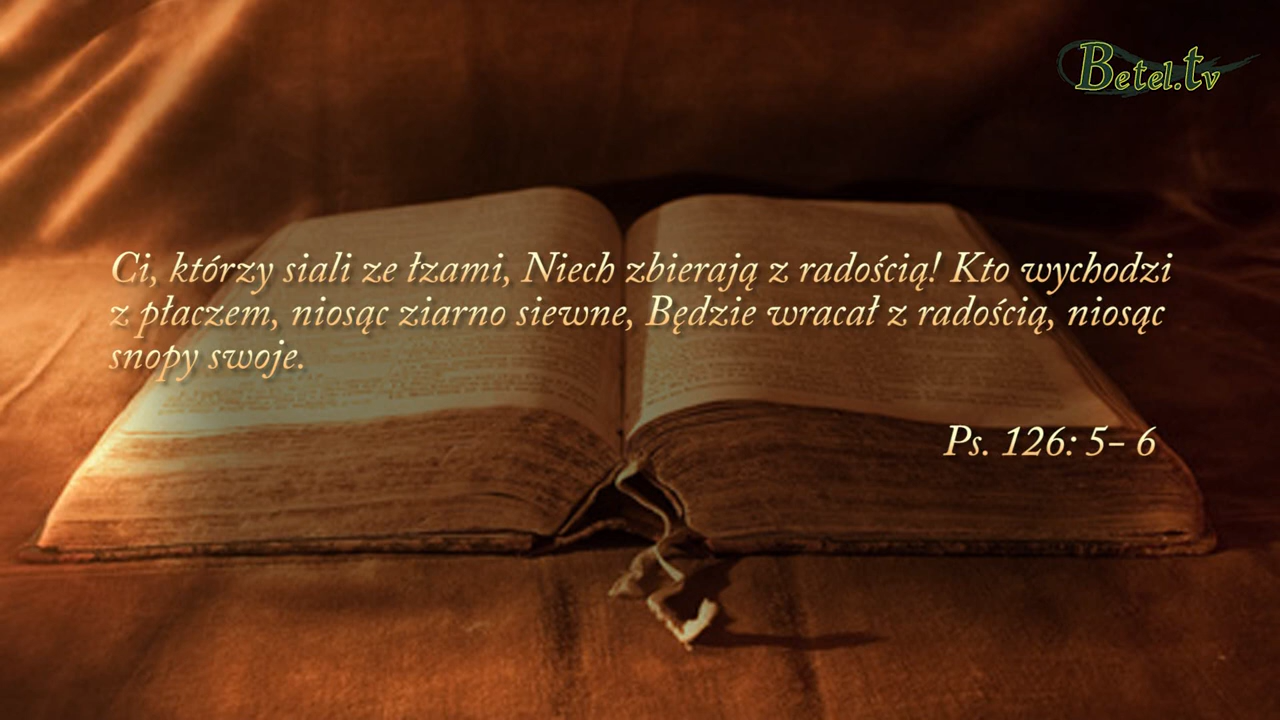 Betel.tv
Ci, którzy siali ze łzami, Niech zbierają z radością! Kto wychodzi
z płaczem, niosąc ziarno siewne, Będzie wracał z radością, niosąc
snopy swoje.
Ps. 126: 5- 6